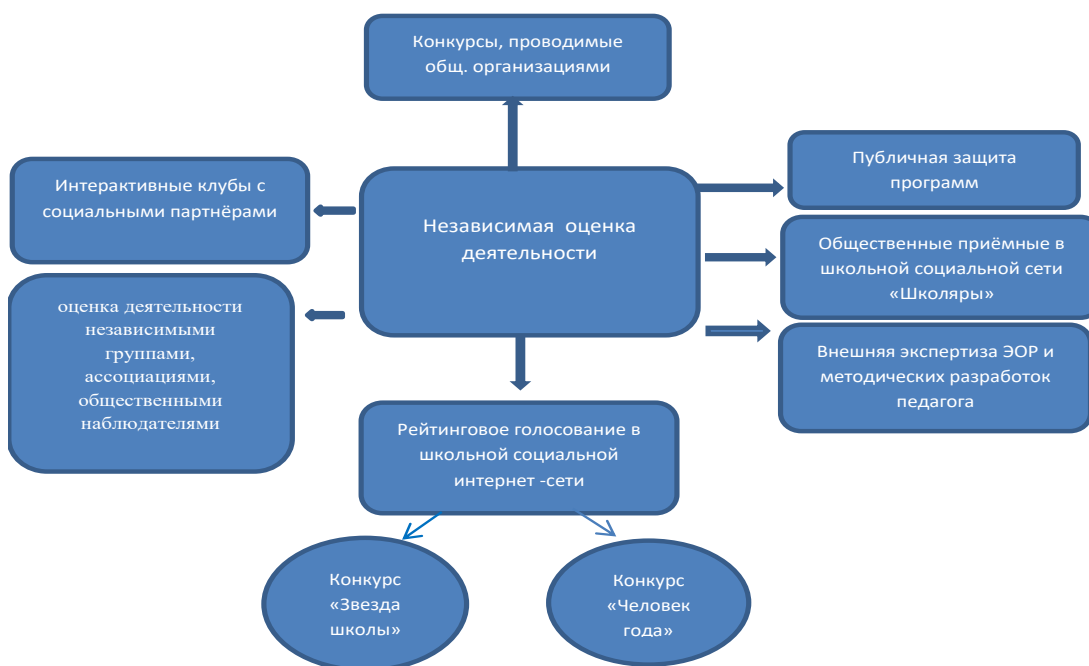 Конкурсы, проводимые
общ. организациями
Интерактивные клубы с
социальными партнёрами
Независимая оценка
деятельности
Публичная защита
программ
Общественные приёмные в
школьной социальной сети
«Школяры»
оценка деятельности
независимыми
группами,
ассоциациями,
общественными
наблюдателями
Внешняя экспертиза ЭОР и
методических разработок
педагога
Рейтинговое голосование в
школьной социальной
интернет -сети
Конкурс
«Звезда
школы»
Конкурс
«Человек
года»